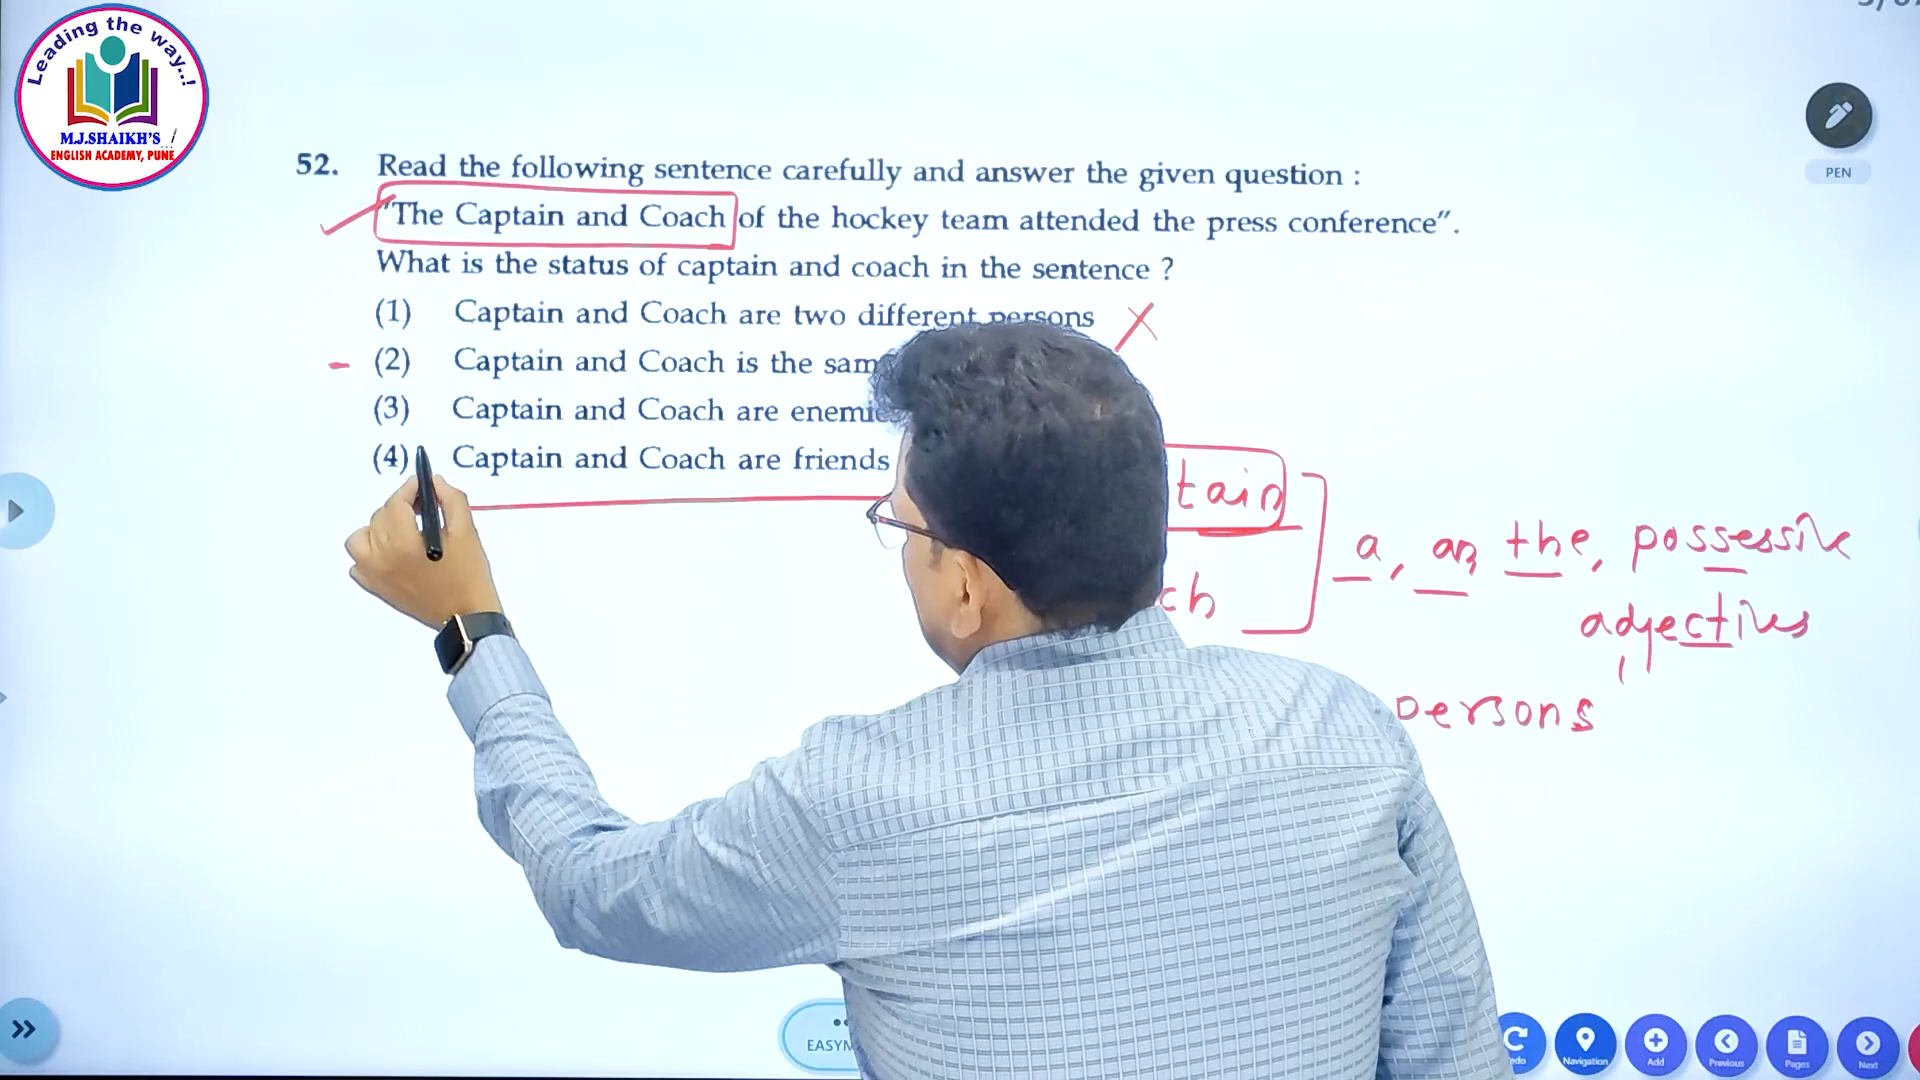 Leading the way..!
M.J.SHAIKH'S
ENGLISH ACADEMY, PUNE
PEN
52. Read the following sentence carefully and answer the given question :
"The Captain and Coach of the hockey team attended the press conference".
What is the status of captain and coach in the sentence ?
(1) Captain and Coach are two different persons
(2) Captain and Coach is the sam
(3) Captain and Coach are enemi
(4) Captain and Coach are friends
tain
a, an, the, possessive
adjectives
ch
persons
EASYM
edo
Navigation
Add
Previous
Pages
Next